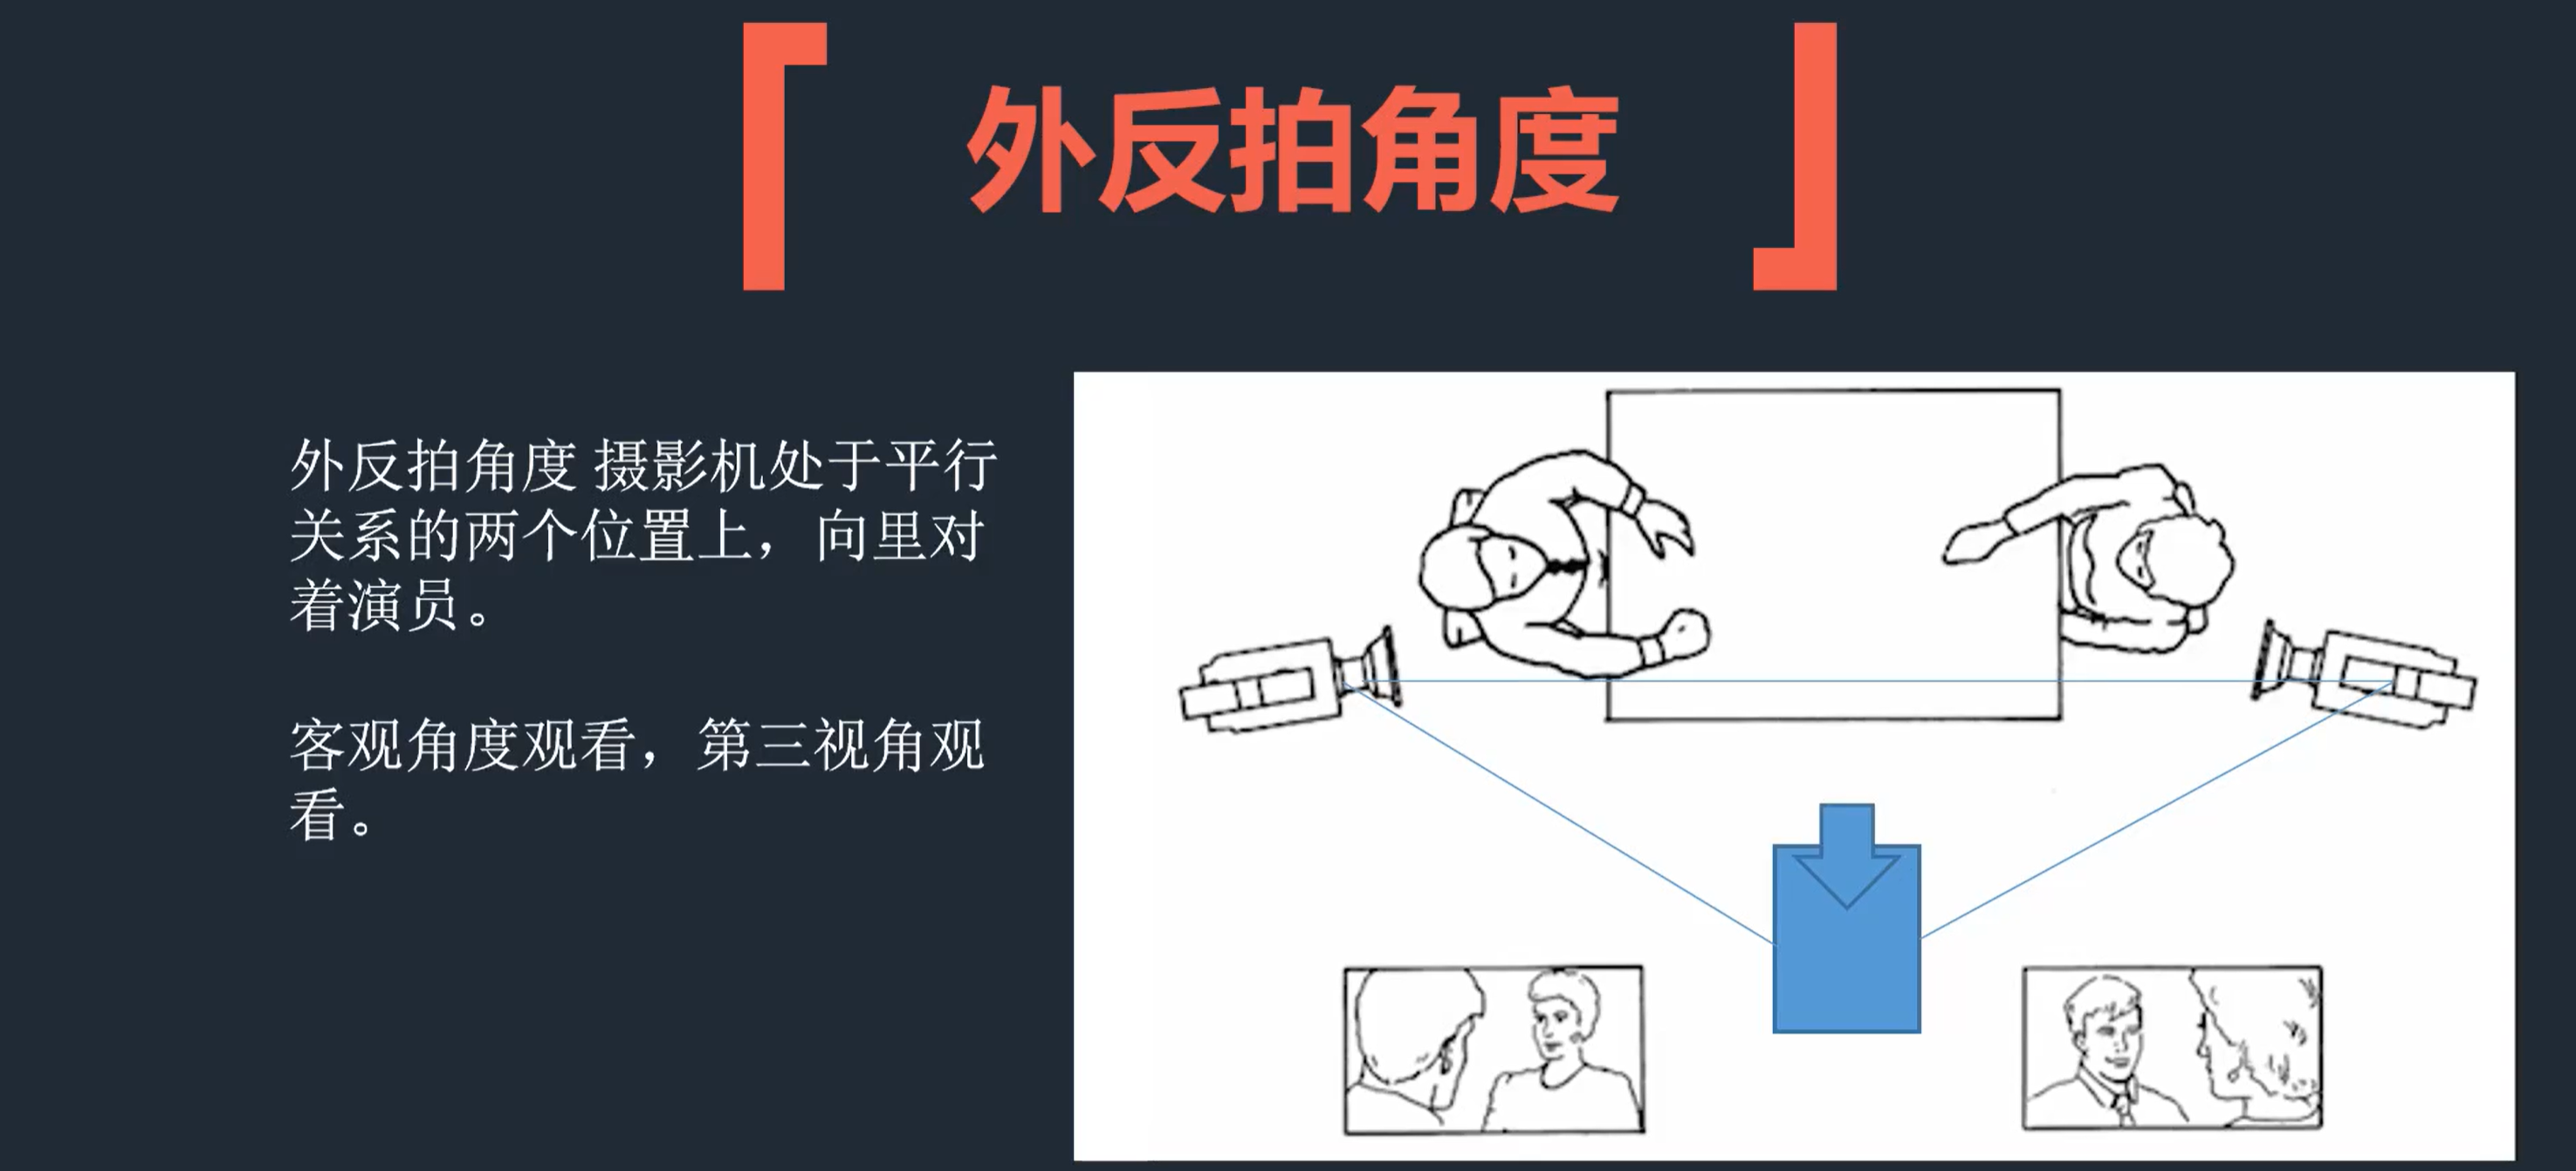 外反拍角度
外反拍角度 摄影机处于平行
关系的两个位置上，向里对
着演员。
客观角度观看，第三视角观
看。